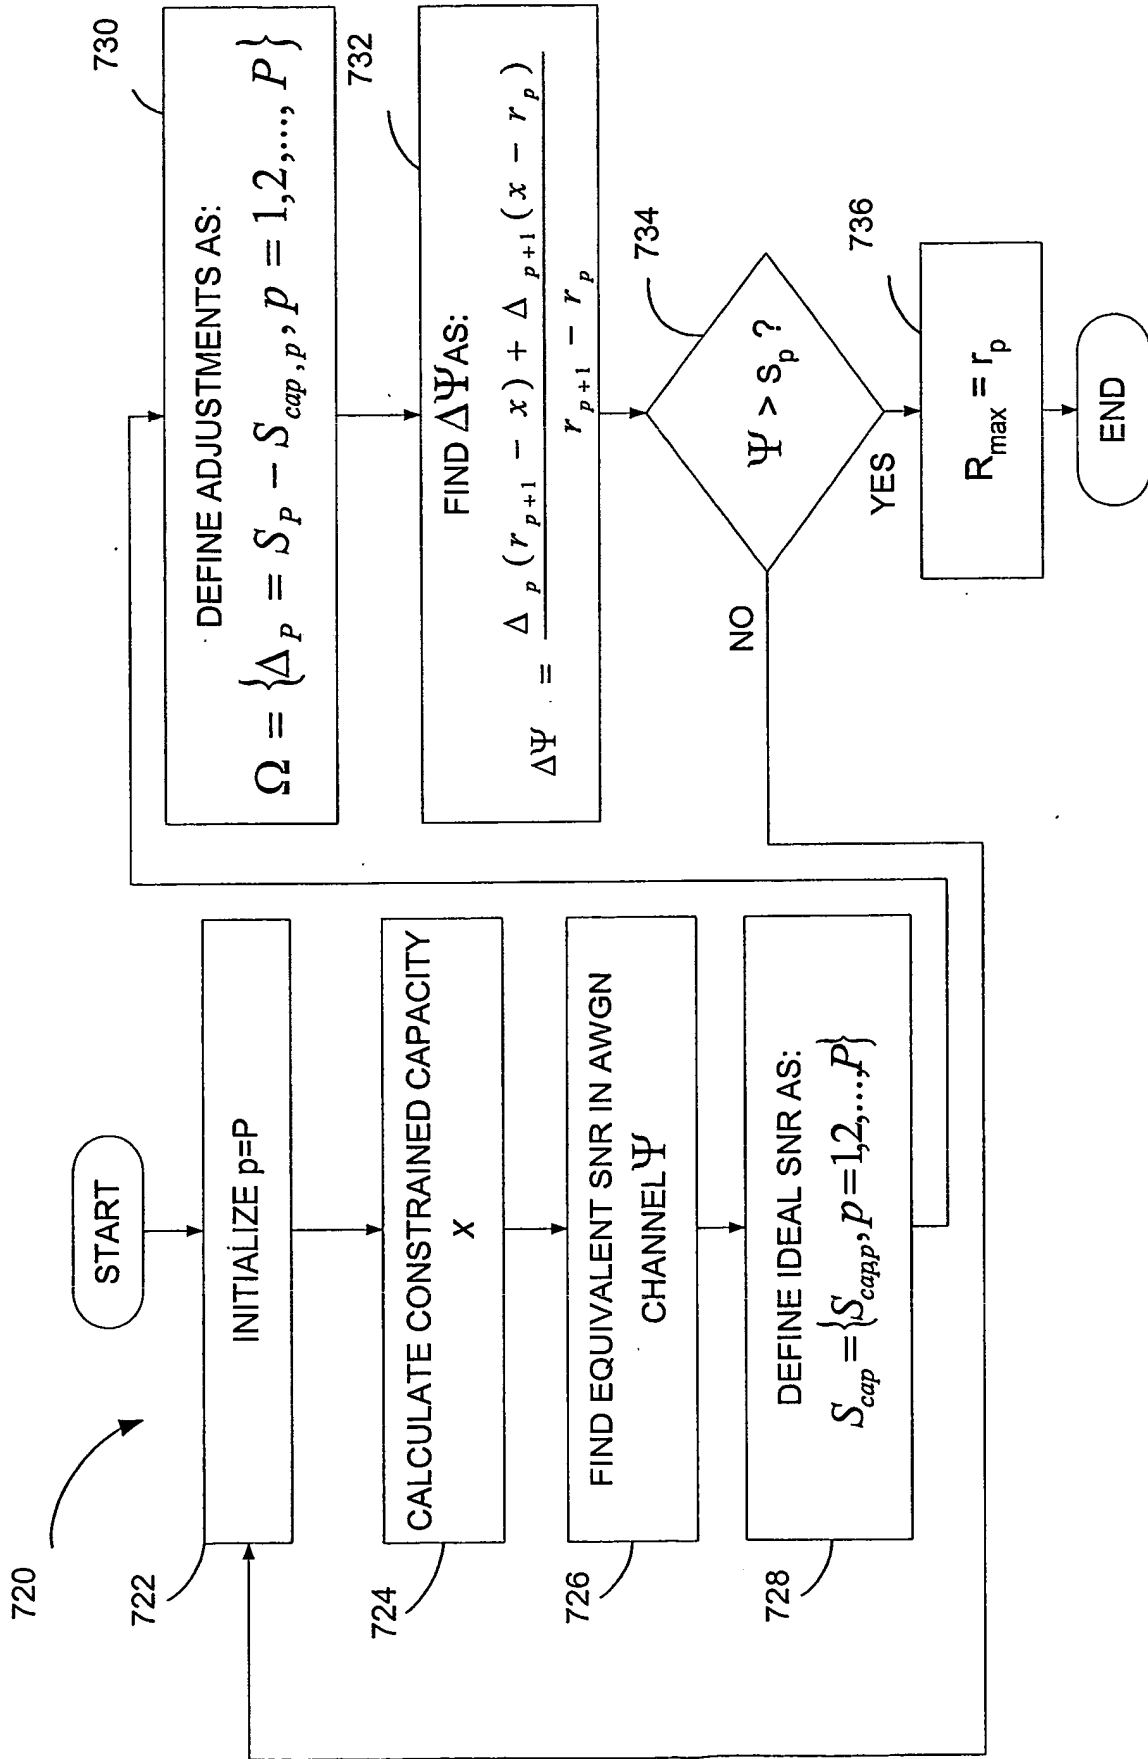 720
START
722
INITIALIZE p=P
724
CALCULATE CONSTRAINED CAPACITY
x
726
FIND EQUIVALENT SNR IN AWGN
CHANNEL Ψ
728
DEFINE IDEAL SNR AS:
S_cap = {S_cap,p, p = 1,2,...,P}
730
DEFINE ADJUSTMENTS AS:
Ω = {Δ_P = S_P − S_cap,p, p = 1,2,..., P}
732
FIND ΔΨ AS:
ΔΨ = Δ_p (r_p+1 − x) + Δ_p+1 (x − r_p)
r_p+1 − r_p
734
Ψ > s_p ?
NO
YES
736
R_max = r_p
END